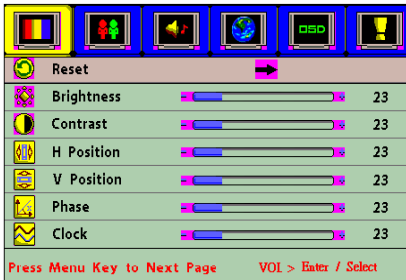 OSD
Reset
Brightness 23
Contrast 23
H Position 23
V Position 23
Phase 23
Clock 23
Press Menu Key to Next Page VOL > Enter / Select